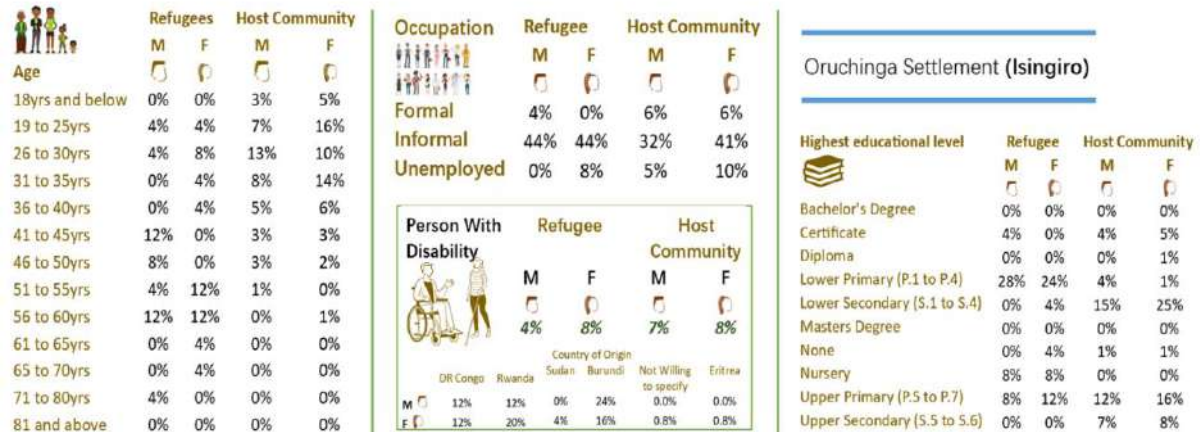 Refugees Host Community
M F M F
Age
18yrs and below 0% 0% 3% 5%
19 to 25yrs 4% 4% 7% 16%
26 to 30yrs 4% 8% 13% 10%
31 to 35yrs 0% 4% 8% 14%
36 to 40yrs 0% 4% 5% 6%
41 to 45yrs 12% 0% 3% 3%
46 to 50yrs 8% 0% 3% 2%
51 to 55yrs 4% 12% 1% 0%
56 to 60yrs 12% 12% 0% 1%
61 to 65yrs 0% 4% 0% 0%
65 to 70yrs 0% 4% 0% 0%
71 to 80yrs 4% 0% 0% 0%
81 and above 0% 0% 0% 0%
Occupation Refugee Host Community
M F M F
Formal 4% 0% 6% 6%
Informal 44% 44% 32% 41%
Unemployed 0% 8% 5% 10%
Person With Disability Refugee Host Community
M F M F
4% 8% 7% 8%
Country of Origin
DR Congo Rwanda Sudan Burundi Not Willing to specify Eritrea
M 12% 12% 0% 24% 0.0% 0.0%
F 12% 20% 4% 16% 0.8% 0.8%
Oruchinga Settlement (Isingiro)
Highest educational level Refugee Host Community
M F M F
Bachelor's Degree 0% 0% 0% 0%
Certificate 4% 0% 4% 5%
Diploma 0% 0% 0% 1%
Lower Primary (P.1 to P.4) 28% 24% 4% 1%
Lower Secondary (S.1 to S.4) 0% 4% 15% 25%
Masters Degree 0% 0% 0% 0%
None 0% 4% 1% 1%
Nursery 8% 8% 0% 0%
Upper Primary (P.5 to P.7) 8% 12% 12% 16%
Upper Secondary (S.5 to S.6) 0% 0% 7% 8%